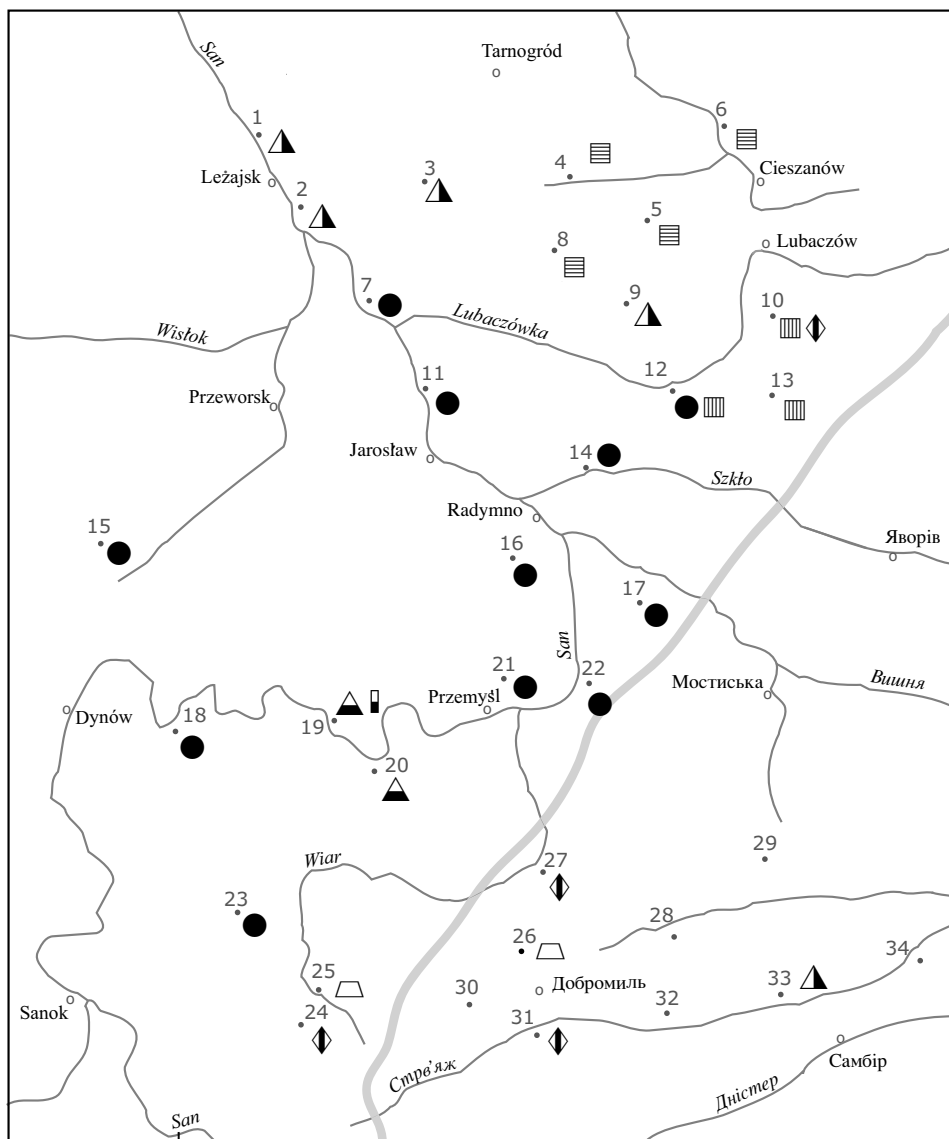 San
Tarnogród
1
6
3
4
Leżajsk
Cieszanów
2
5
8
Lubaczów
7
9
10
Lubaczówka
Wisłok
11
12
13
Przeworsk
Jarosław
14
Szkło
Radymno
15
16
Яворів
17
San
21
22
Мостиська
Вишня
Przemyśl
Dynów
18
19
20
Wiar
27
29
23
28
26
34
25
33
Sanok
30
Добромиль
32
24
31
Самбір
Стрв'яж
Дністер
San